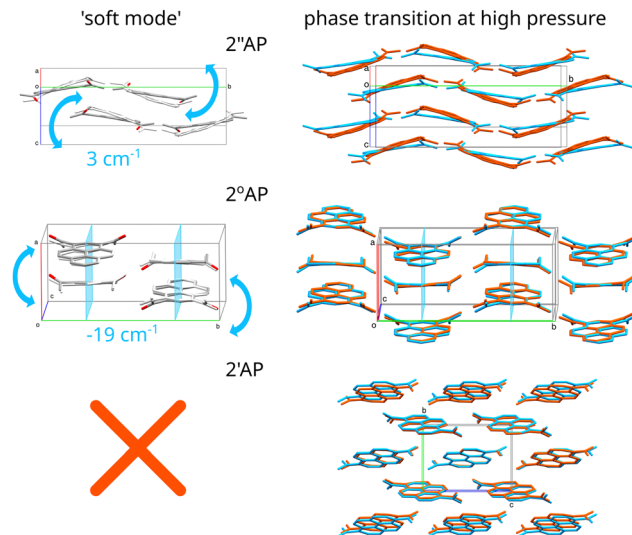 'soft mode'
phase transition at high pressure
2"AP
a
o
b
c
3 cm⁻¹
a
o
b
c
2°AP
a
c
o
b
-19 cm⁻¹
a
c
o
b
2'AP
b
c